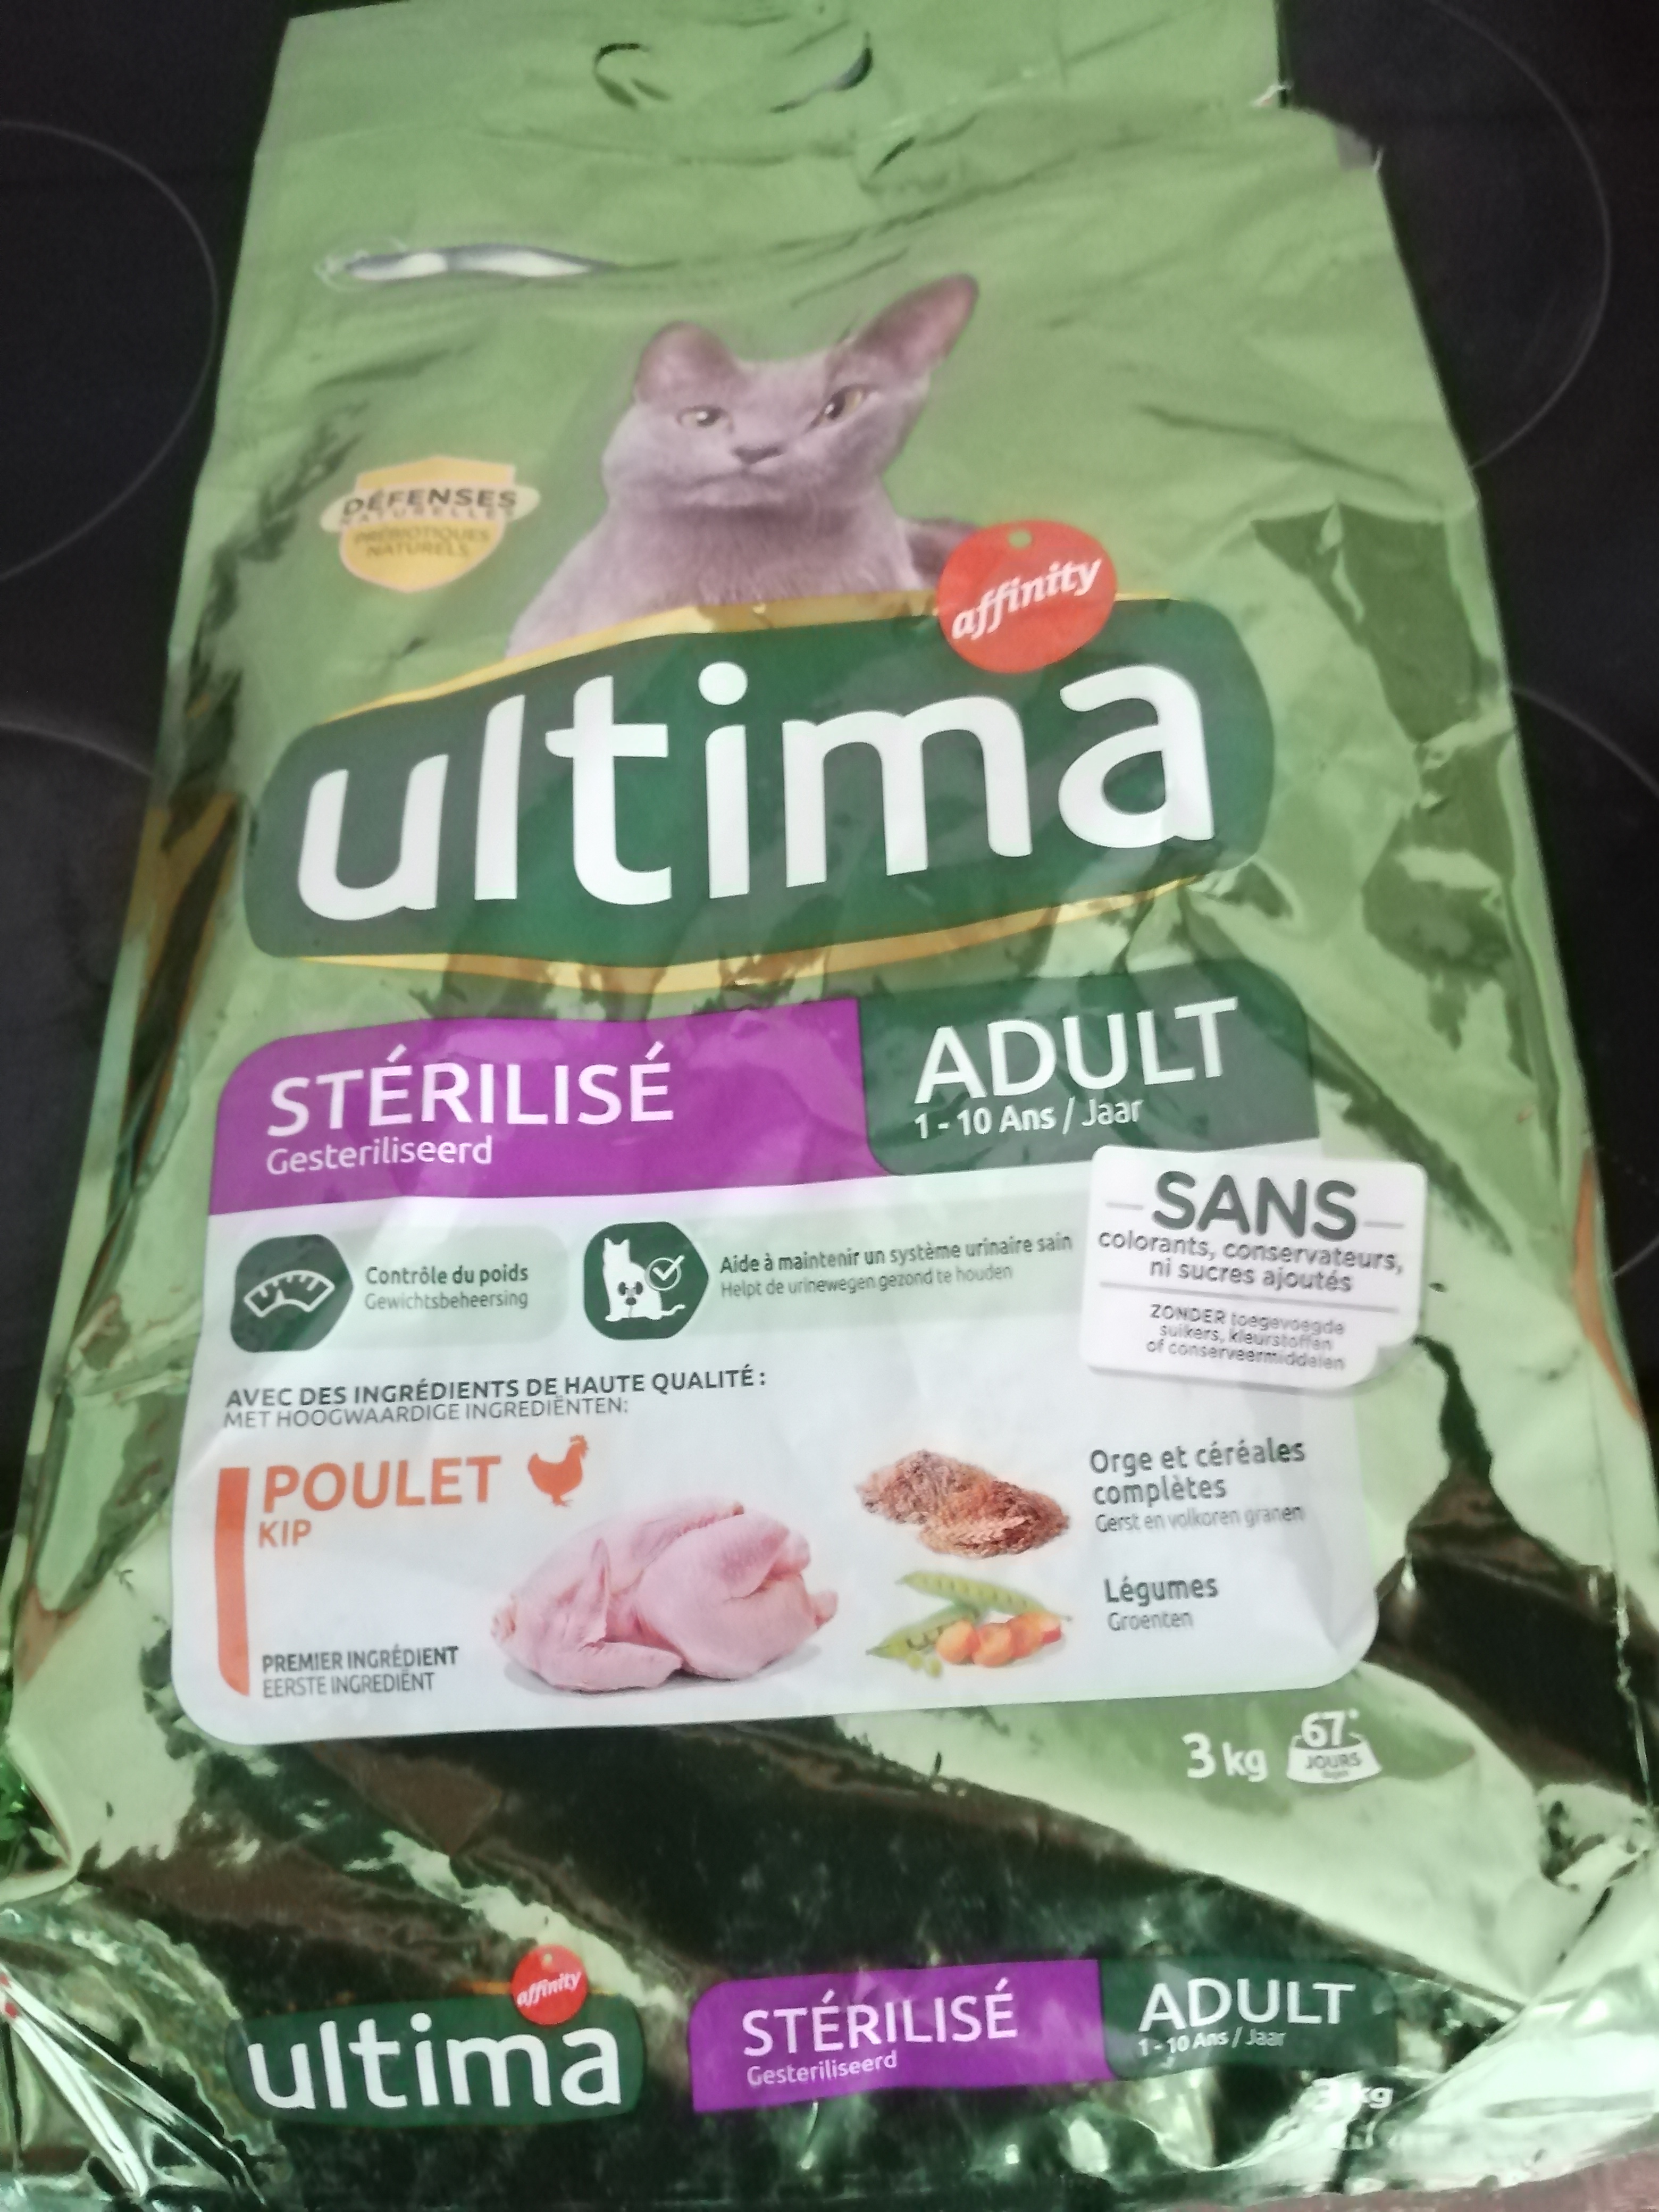 DÉFENSES
NATURELLES
PRÉBIOTIQUES
NATURELS
affinity
ultima
STÉRILISÉ
Gesteriliseerd
ADULT
1 - 10 Ans / Jaar
Contrôle du poids
Gewichtsbeheersing
Aide à maintenir un système urinaire sain
Helpt de urinewegen gezond te houden
SANS
colorants, conservateurs,
ni sucres ajoutés
ZONDER toegevoegde
suikers, kleurstoffen
of conserveermiddelen
AVEC DES INGRÉDIENTS DE HAUTE QUALITÉ :
MET HOOGWAARDIGE INGREDIËNTEN:
POULET
KIP
PREMIER INGRÉDIENT
EERSTE INGREDIËNT
Orge et céréales
complètes
Gerst en volkoren granen
Légumes
Groenten
3 kg
67*
JOURS
affinity
ultima
STÉRILISÉ
Gesteriliseerd
ADULT
1 - 10 Ans / Jaar
3 kg